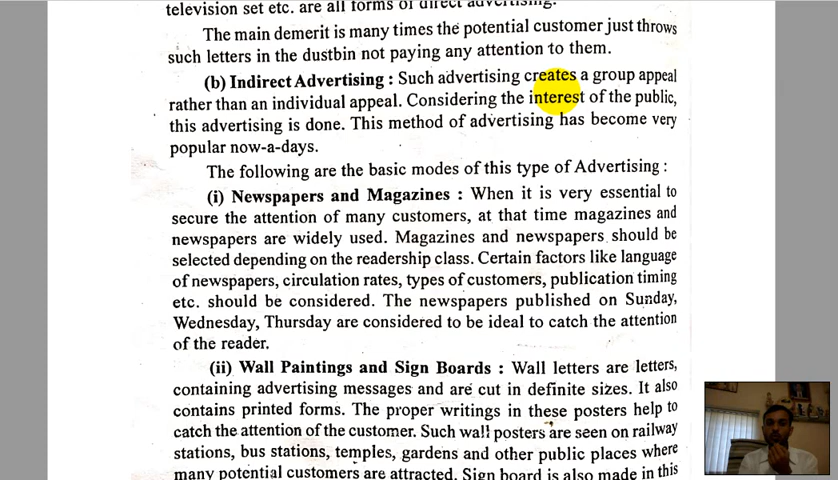 television set etc. are all forms of direct advertising.
The main demerit is many times the potential customer just throws
such letters in the dustbin not paying any attention to them.
(b) Indirect Advertising : Such advertising creates a group appeal
rather than an individual appeal. Considering the interest of the public,
this advertising is done. This method of advertising has become very
popular now-a-days.
The following are the basic modes of this type of Advertising :
(i) Newspapers and Magazines : When it is very essential to
secure the attention of many customers, at that time magazines and
newspapers are widely used. Magazines and newspapers should be
selected depending on the readership class. Certain factors like language
of newspapers, circulation rates, types of customers, publication timing
etc. should be considered. The newspapers published on Sunday,
Wednesday, Thursday are considered to be ideal to catch the attention
of the reader.
(ii) Wall Paintings and Sign Boards : Wall letters are letters,
containing advertising messages and are cut in definite sizes. It also
contains printed forms. The proper writings in these posters help to
catch the attention of the customer. Such wall posters are seen on railway
stations, bus stations, temples, gardens and other public places where
many potential customers are attracted. Sign board is also made in this